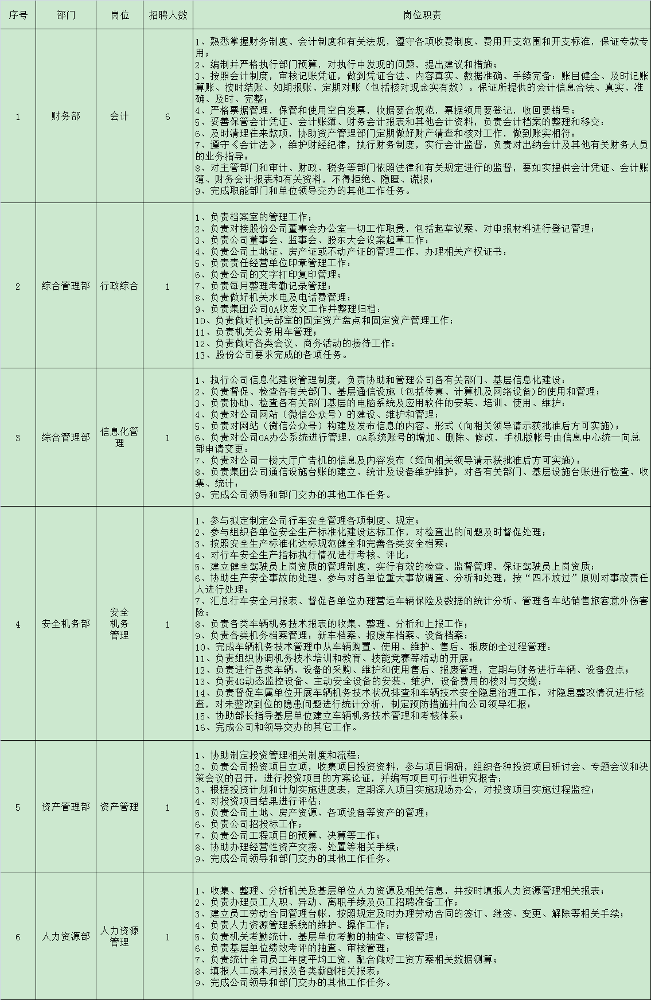 序号 部门 岗位 招聘人数 岗位职责
1 财务部 会计 6
1、熟悉掌握财务制度、会计制度和有关法规，遵守各项收费制度、费用开支范围和开支标准，保证专款专
用；
2、编制并严格执行部门预算，对执行中发现的问题，提出建议和措施；
3、按照会计制度，审核记账凭证，做到凭证合法、内容真实、数据准确、手续完备：账目健全、及时记账
算账、按时结账、如期报账、定期对账（包括核对现金实有数）。保证所提供的会计信息合法、真实、准
确、及时、完整；
4、严格票据管理，保管和使用空白发票，收据要合规范，票据领用要登记，收回要销号；
5、妥善保管会计凭证、会计账簿、财务会计报表和其他会计资料，负责会计档案的整理和移交：
6、及时清理往来款项，协助资产管理部门定期做好财产清查和核对工作，做到账实相符：
7、遵守《会计法》，维护财经纪律，执行财务制度，实行会计监督，负责对出纳会计及其他有关财务人员
的业务指导：
8、对主管部门和审计、财政、税务等部门依照法律和有关规定进行的监督，要如实提供会计凭证、会计账
簿、财务会计报表和有关资料，不得拒绝、隐匿、谎报：
9、完成职能部门和单位领导交办的其他工作任务。
2 综合管理部 行政综合 1
1、负责档案室的管理工作；
2、负责对接股份公司董事会办公室一切工作职贵，包括起草议案、对申报材料进行登记管理；
3、负责公司董事会、监事会、股东大会议案起草工作：
4、负责公司土地证、房产证或不动产证的管理工作，办理相关产权证书：
5、负责责任经营单位印章管理工作：
6、负责公司的文字打印复印管理；
7、负责每月整理考勤记录管理；
8、负责做好机关水电及电话费管理；
9、负责集团公司OA收发文工作并整理归档：
10、负责做好机关部室的固定资产盘点和固定资产管理工作；
11、负责机关公务用车管理；
12、负责做好各类会议、商务活动的接待工作；
13、股份公司要求完成的各项任务。
3 综合管理部 信息化管
理 1
1、执行公司信息化建设管理制度，负责协助和管理公司各有关部门、基层信息化建设：
2、负责督促、检查各有关部门、基层通信设施（包括传真、计算机及网络设备)的使用和管理；
3、负责协助、检查各有关部门基层的电脑系统及应用软件的安装、培训、使用、维护：
4、负责对公司网站（微信公众号）的建设、维护和管理；
5、负责对网站（微信公众号）构建及发布信息的内容、形式（向相关领导请示获批准后方可实施)；
6、负责对公司OA办公系统进行管理，OA系统账号的增加、删除、修改，手机版帐号由信息中心统一向总
部申请变更：
7、负责对公司一楼大厅广告机的信息及内容发布（经向相关领导请示获批准后方可实施)：
8、负责集团公司通信设施台账的建立、统计及设备维护维护，对各有关部门、基层设施台账进行检查、收
集、统计：
9、完成公司领导和部门交办的其他工作任务。
4 安全机务部 安全
机务
管理 1
1、参与拟定制定公司行车安全管理各项制度、规定；
2、参与组织各单位安全生产标准化建设达标工作，对检查出的问题及时督促处理；
3、按照安全生产标准化达标规范健全和完善各类安全档案；
4、对行车安全生产指标执行情况进行考核、评比；
5、建立健全驾驶员上岗资质的管理制度，实行有效的检查、监督管理，保证驾驶员上岗资质；
6、协助生产安全事故的处理、参与对各单位重大事故调查、分析和处理，按“四不放过”原则对事故责任
人进行处理；
7、汇总行车安全月报表、督促各单位办理营运车辆保险及数据的统计分析、管理各车站销售旅客意外伤害
险；
8、负责各类车辆机务技术报表的收集、整理、分析和上报工作；
9、负责各类机务档案管理：新车档案、报废车档案、设备档案；
10、完成车辆机务技术管理中从车辆购置、使用、维护、售后、报废的全过程管理：
11、负责组织协调机务技术培训和教育、技能竞赛等活动的开展：
12、负责进行各类车辆、设备的采购、维护和使用售后、报废管理，定期与财务进行车辆、设备盘点；
13、负责4G动态监控设备、主动安全设备的安装、维护，设备费用的核对与交缴；
14、负责督促车属单位开展车辆机务技术状况排查和车辆技术安全隐患治理工作，对隐患整改情况进行核
查，对未整改到位的隐患问题进行统计分析，制定预防措施并向公司领导汇报：
15、协助部长指导基层单位建立车辆机务技术管理和考核体系；
16、完成公司和领导交办的其它工作。
5 资产管理部 资产管理 1
1、协助制定投资管理相关制度和流程；
2、负责公司投资项目立项，收集项目投资资料，参与项目调研，组织各种投资项目研讨会、专题会议和决
策会议的召开，进行投资项目的方案论证，并编写项目可行性研究报告；
3、根据投资计划和计划实施进度表，定期深入项目实施现场办公，对投资项目实施过程监控；
4、对投资项目结果进行评估；
5、负责公司土地、房产资源、各项设备等资产的管理；
6、负责公司招投标工作；
7、负责公司工程项目的预算、决算等工作；
8、协助办理经营性资产交接、处置等相关手续；
9、完成公司领导和部门交办的其他工作任务。
6 人力资源部 人力资源
管理 1
1、收集、整理、分析机关及基层单位人力资源及相关信息，并按时填报人力资源管理相关报表；
2、负责办理员工入职、异动、离职手续及员工招聘准备工作；
3、建立员工劳动合同管理台帐，按照规定及时办理劳动合同的签订、继签、变更、解除等相关手续；
4、负责人力资源管理系统的维护、操作工作；
5、负责机关考勤统计，基层单位考勤的抽查、审核管理；
6、负责基层单位绩效考评的抽查、审核管理；
7、负责统计全司员工年度平均工资，配合做好工资方案相关数据测算；
8、填报人工成本月报及各类薪酬相关报表；
9、完成公司领导和部门交办的其他工作任务。